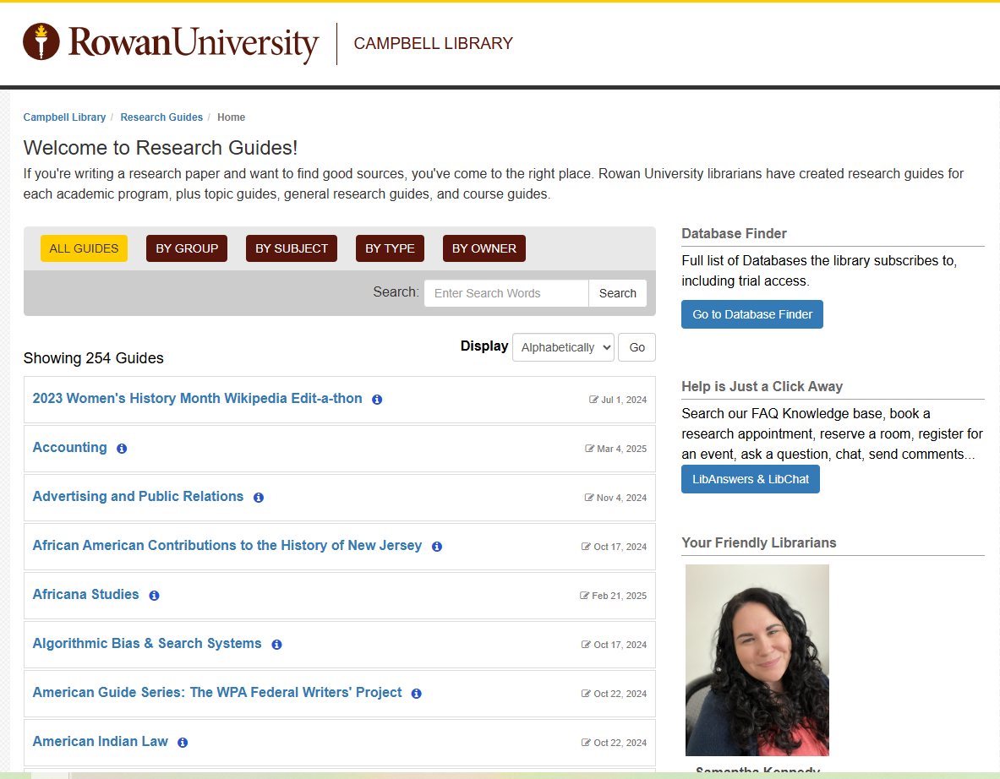 RowanUniversity
CAMPBELL LIBRARY
Campbell Library / Research Guides / Home
Welcome to Research Guides!
If you're writing a research paper and want to find good sources, you've come to the right place. Rowan University librarians have created research guides for
each academic program, plus topic guides, general research guides, and course guides.
ALL GUIDES
BY GROUP
BY SUBJECT
BY TYPE
BY OWNER
Search: Enter Search Words Search
Display Alphabetically Go
Showing 254 Guides
2023 Women's History Month Wikipedia Edit-a-thon Jul 1, 2024
Accounting Mar 4, 2025
Advertising and Public Relations Nov 4, 2024
African American Contributions to the History of New Jersey Oct 17, 2024
Africana Studies Feb 21, 2025
Algorithmic Bias & Search Systems Oct 17, 2024
American Guide Series: The WPA Federal Writers' Project Oct 22, 2024
American Indian Law Oct 22, 2024
Database Finder
Full list of Databases the library subscribes to,
including trial access.
Go to Database Finder
Help is Just a Click Away
Search our FAQ Knowledge base, book a
research appointment, reserve a room, register for
an event, ask a question, chat, send comments...
LibAnswers & LibChat
Your Friendly Librarians
Samantha Kennedy